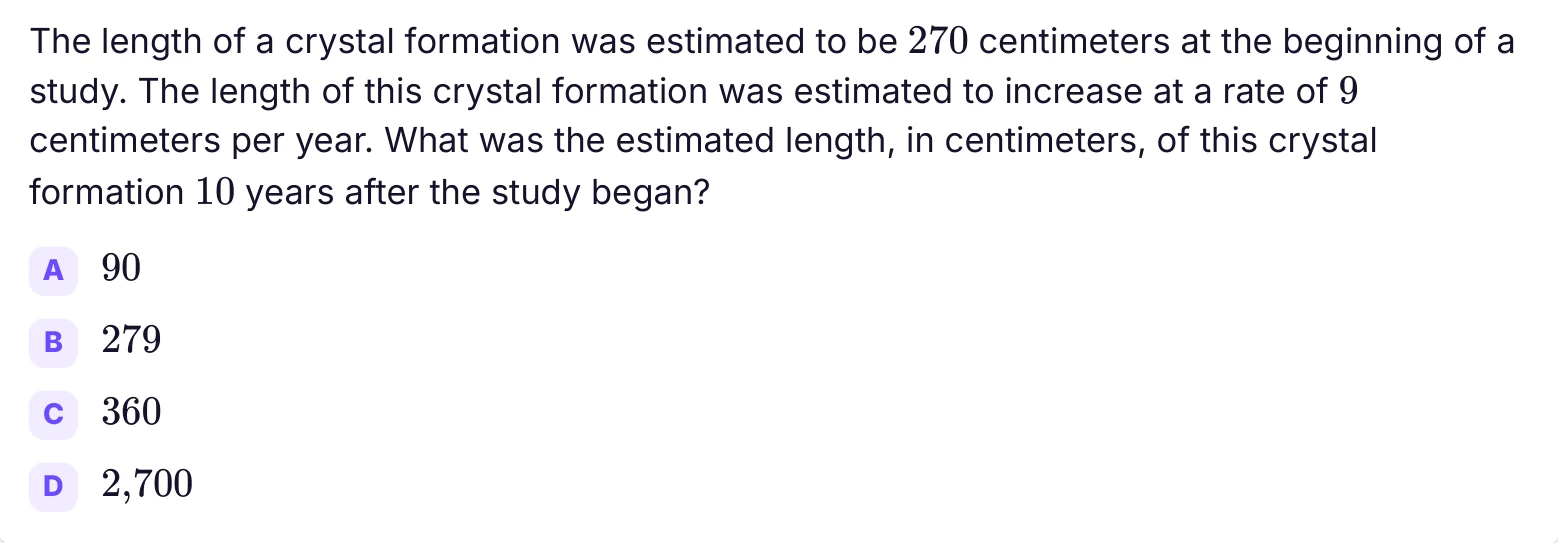 The length of a crystal formation was estimated to be 270 centimeters at the beginning of a
study. The length of this crystal formation was estimated to increase at a rate of 9
centimeters per year. What was the estimated length, in centimeters, of this crystal
formation 10 years after the study began?
A 90
B 279
C 360
D 2,700